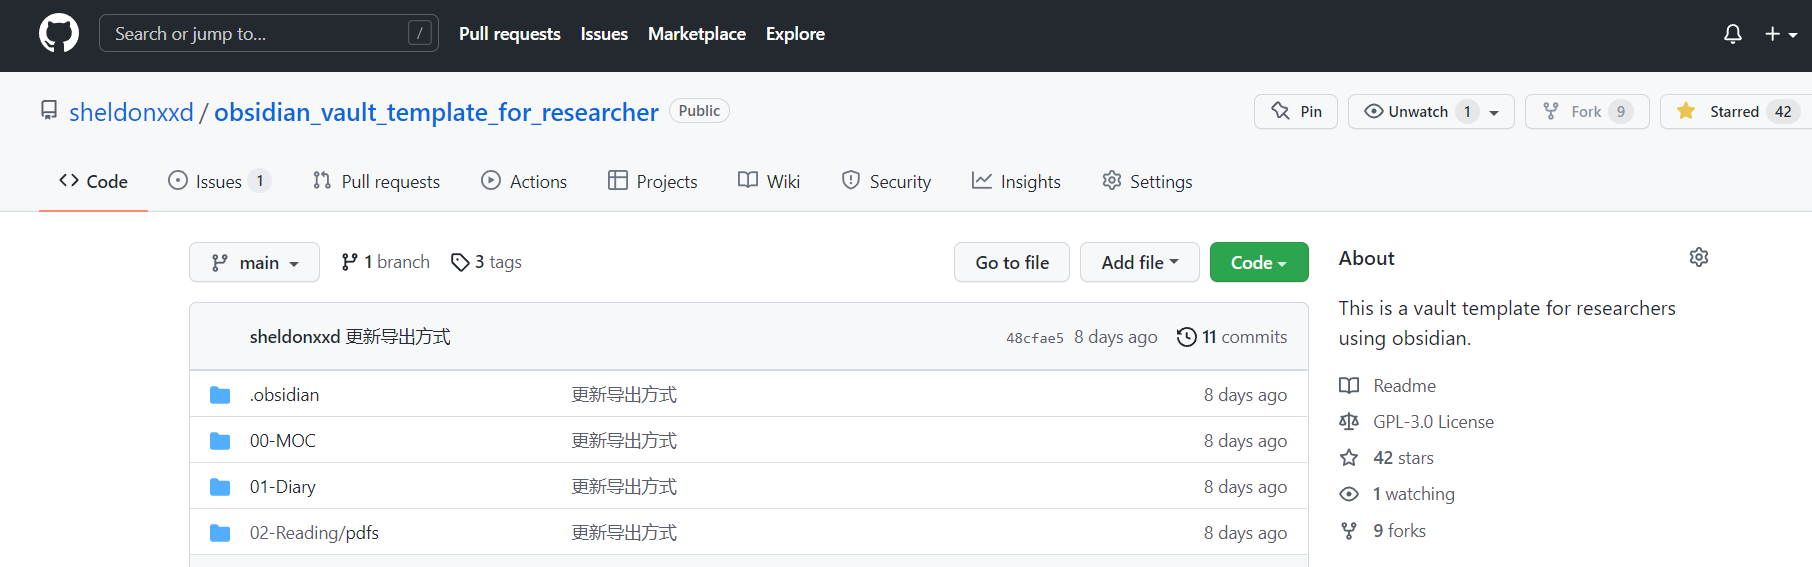 Search or jump to... / Pull requests Issues Marketplace Explore
sheldonxxd / obsidian_vault_template_for_researcher Public Pin Unwatch 1 Fork 9 Starred 42
Code Issues 1 Pull requests Actions Projects Wiki Security Insights Settings
main 1 branch 3 tags Go to file Add file Code
sheldonxxd 更新导出方式 48cfae5 8 days ago 11 commits
.obsidian 更新导出方式 8 days ago
00-MOC 更新导出方式 8 days ago
01-Diary 更新导出方式 8 days ago
02-Reading/pdfs 更新导出方式 8 days ago
About
This is a vault template for researchers
using obsidian.
Readme
GPL-3.0 License
42 stars
1 watching
9 forks